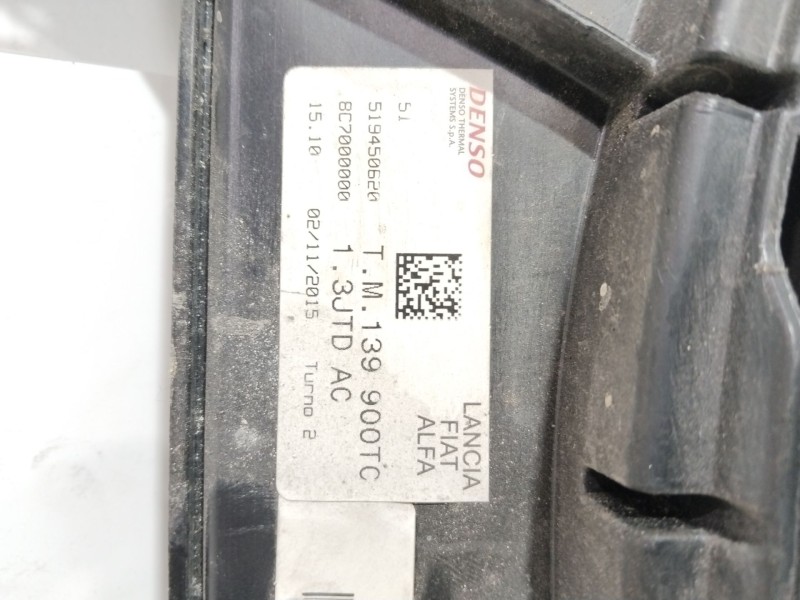 DENSO
DENSO THERMAL
SYSTEMS S.p.A.
LANCIA
FIAT
ALFA
51
519450620
T.M.139 900TC
8C7000000
1.3JTD AC
15.10
02/11/2015
Turno 2